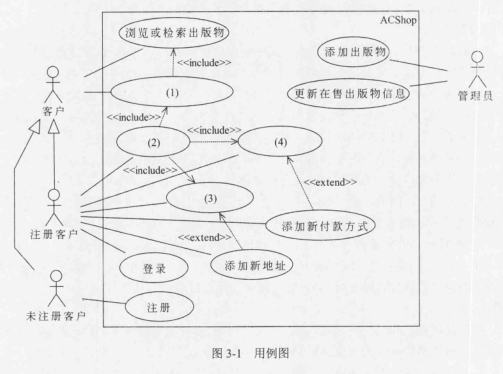 ACShop
浏览或检索出版物
添加出版物
<<include>>
更新在售出版物信息
(1)
客户
管理员
<<include>>
(2)
<<include>>
(4)
<<include>>
(3)
<<extend>>
注册客户
添加新付款方式
<<extend>>
登录
添加新地址
未注册客户
注册
图 3-1 用例图